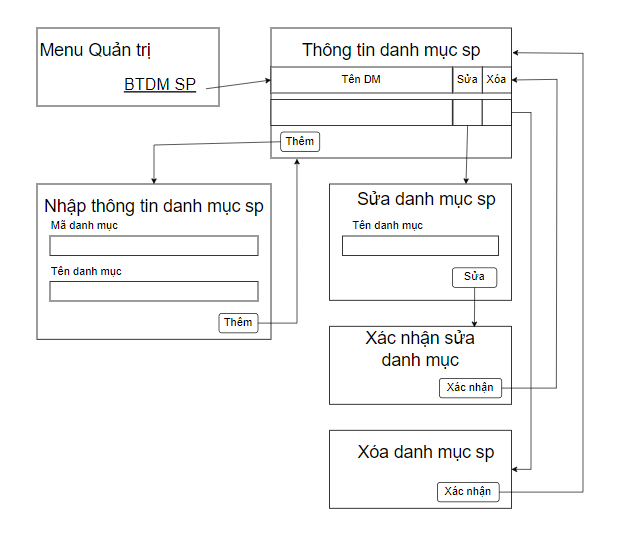 Menu Quản trị
BTDM SP
Thông tin danh mục sp
Tên DM
Sửa
Xóa
Thêm
Nhập thông tin danh mục sp
Mã danh mục
Tên danh mục
Thêm
Sửa danh mục sp
Tên danh mục
Sửa
Xác nhận sửa
danh mục
Xác nhận
Xóa danh mục sp
Xác nhận